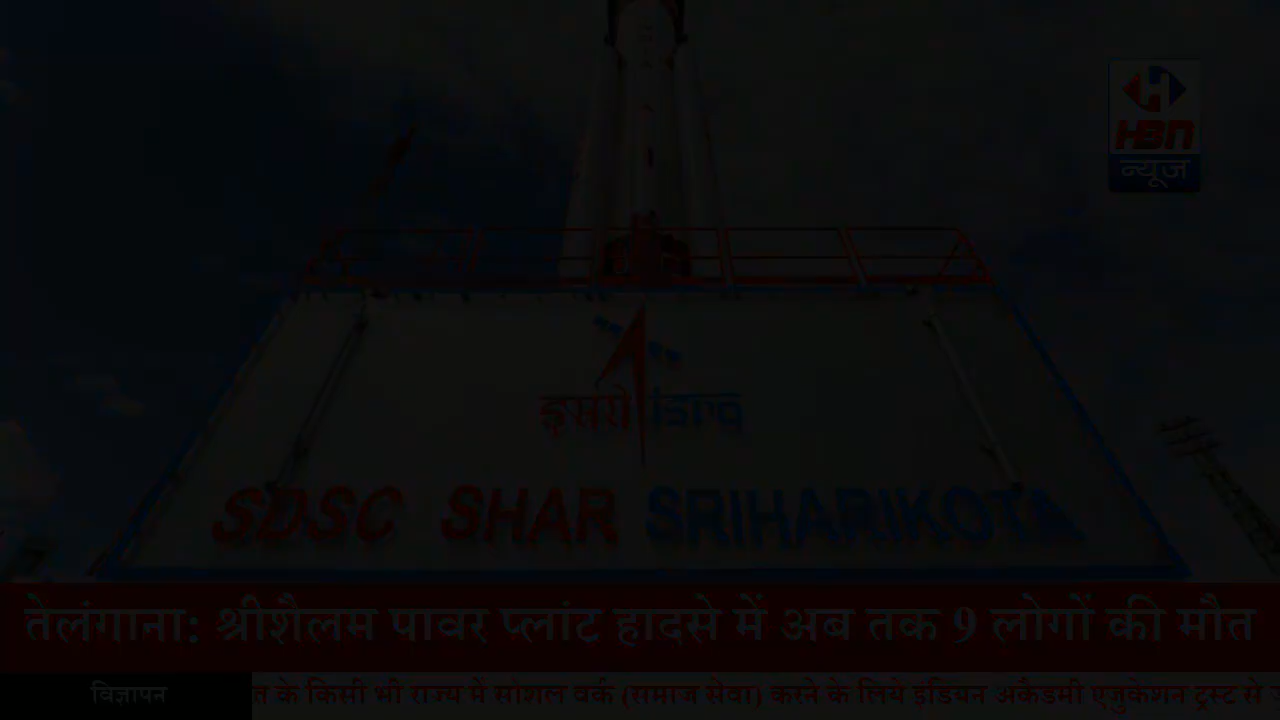 HBN
न्यूज
इसरो isro
SDSC SHAR SRIHARIKOTA
तेलंगाना: श्रीशैलम पावर प्लांट हादसे में अब तक 9 लोगों की मौत
विज्ञापन
त के किसी भी राज्य में सोशल वर्क (समाज सेवा) करने के लिये इंडियन अकैडमी एजुकेशन ट्रस्ट से